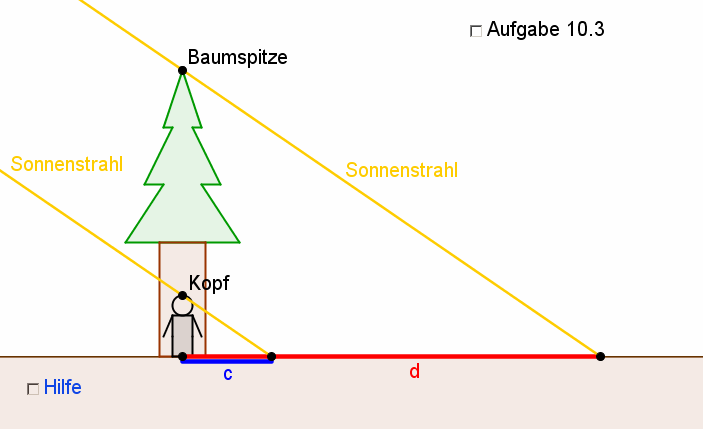 Aufgabe 10.3
Baumspitze
Sonnenstrahl
Sonnenstrahl
Kopf
c
d
Hilfe